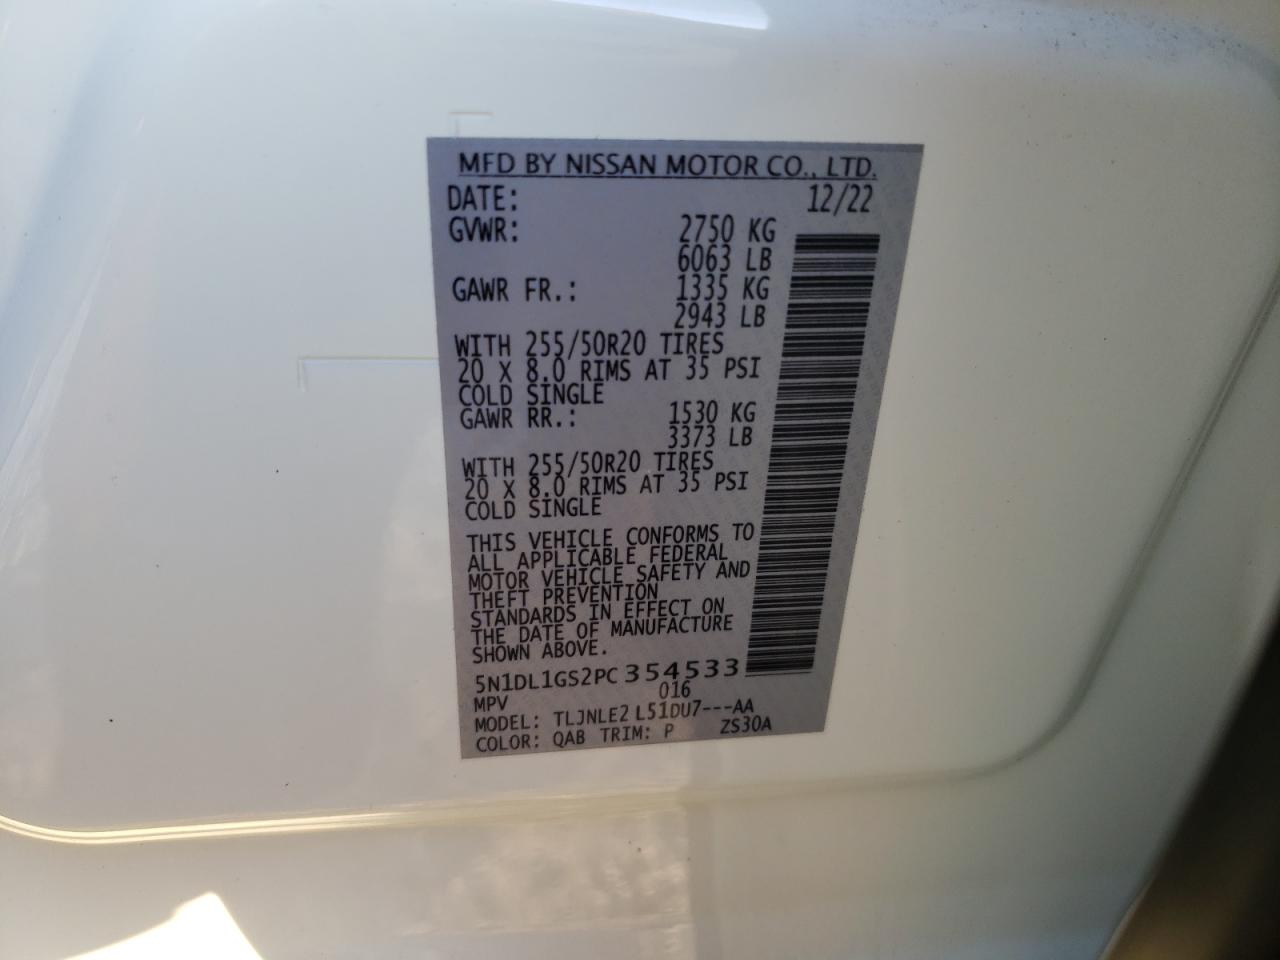 MFD BY NISSAN MOTOR CO., LTD.
DATE: 12/22
GVWR: 2750 KG
6063 LB
GAWR FR.: 1335 KG
2943 LB
WITH 255/50R20 TIRES
20 X 8.0 RIMS AT 35 PSI
COLD SINGLE
GAWR RR.: 1530 KG
3373 LB
WITH 255/50R20 TIRES
20 X 8.0 RIMS AT 35 PSI
COLD SINGLE
THIS VEHICLE CONFORMS TO
ALL APPLICABLE FEDERAL
MOTOR VEHICLE SAFETY AND
THEFT PREVENTION
STANDARDS IN EFFECT ON
THE DATE OF MANUFACTURE
SHOWN ABOVE.
5N1DL1GS2PC354533
MPV 016
MODEL: TLJNLE2 L51DU7---AA
COLOR: QAB TRIM: P ZS30A